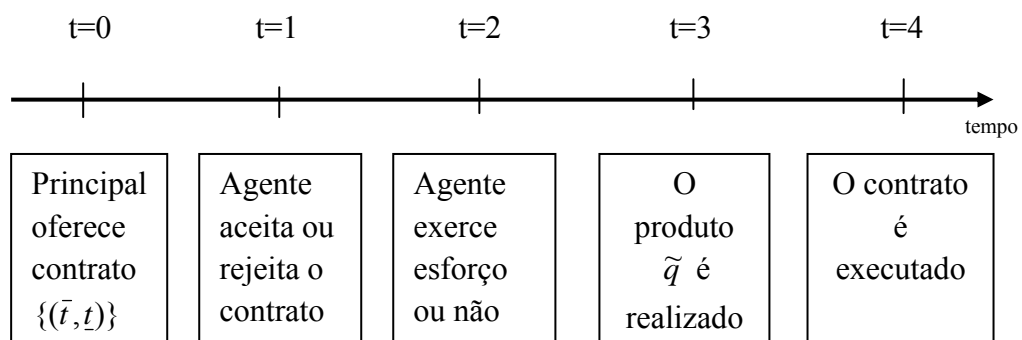 t=0 t=1 t=2 t=3 t=4
tempo
Principal
oferece
contrato
{(t̄,t̲)}
Agente
aceita ou
rejeita o
contrato
Agente
exerce
esforço
ou não
O
produto
q̃ é
realizado
O contrato
é
executado